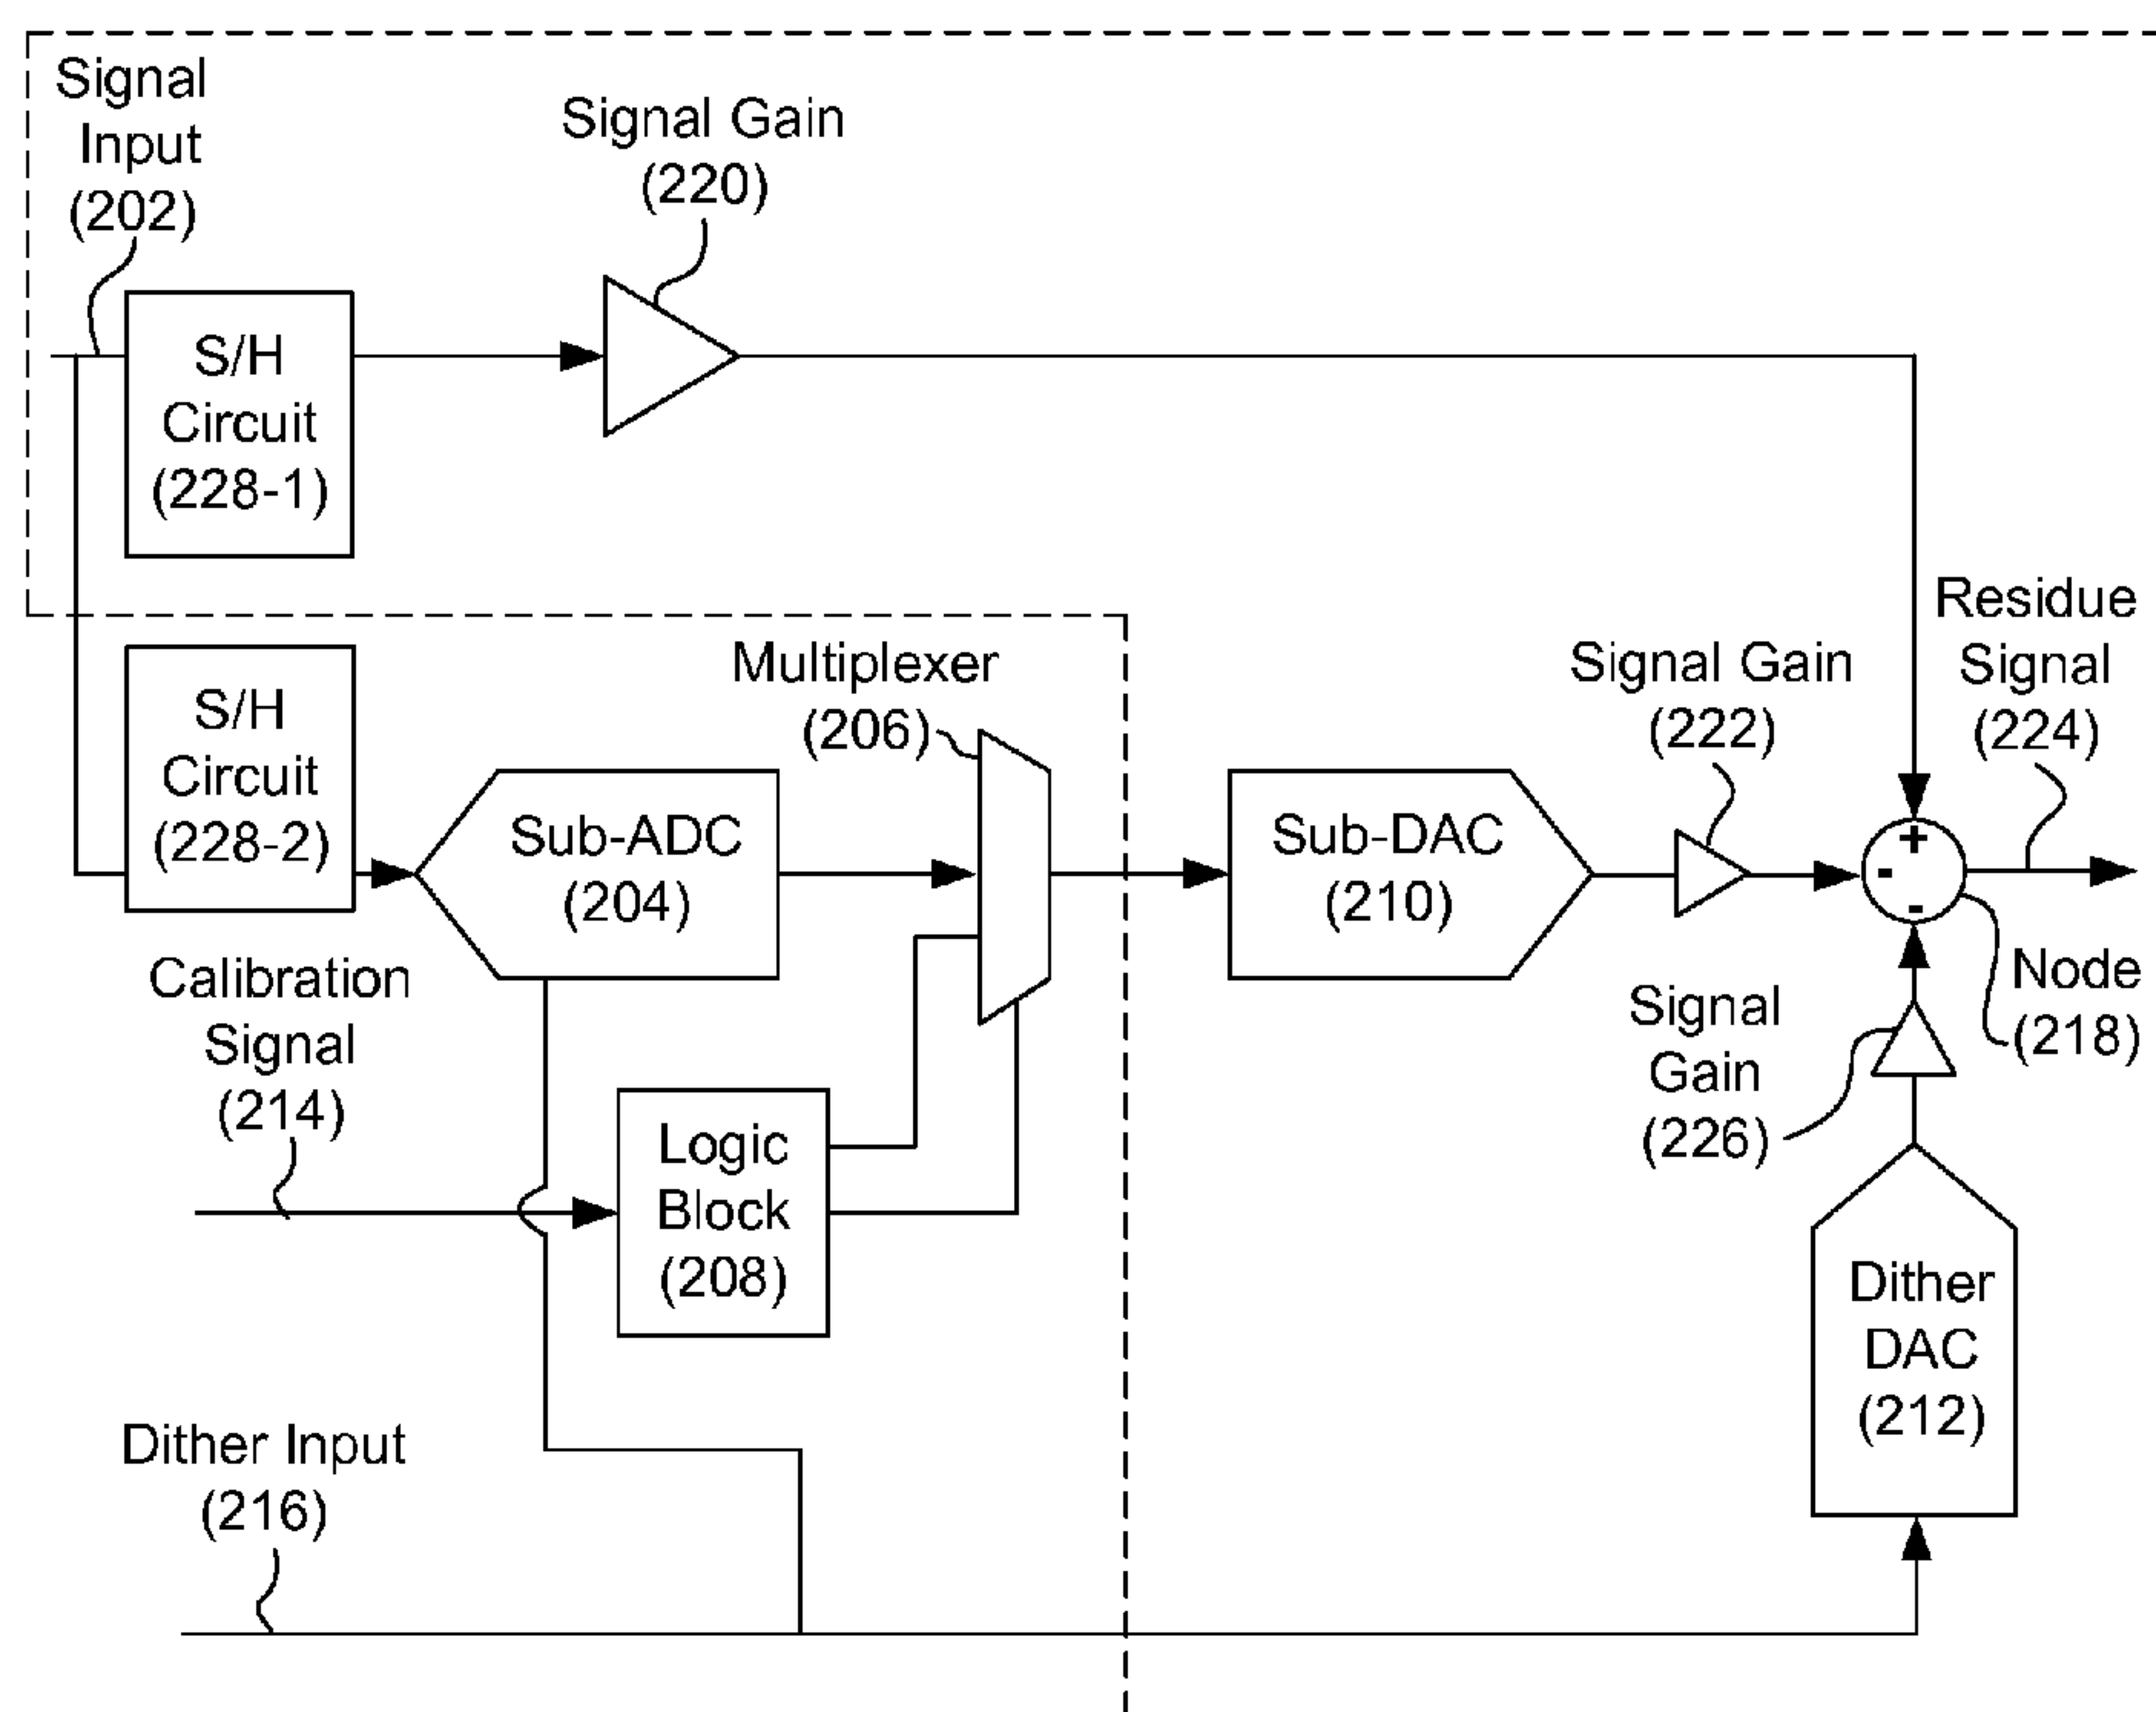 Signal
Input
(202)
Signal Gain
(220)
S/H
Circuit
(228-1)
S/H
Circuit
(228-2)
Multiplexer
(206)
Sub-ADC
(204)
Sub-DAC
(210)
Signal Gain
(222)
Residue
Signal
(224)
+
-
-
Node
(218)
Signal
Gain
(226)
Calibration
Signal
(214)
Logic
Block
(208)
Dither
DAC
(212)
Dither Input
(216)